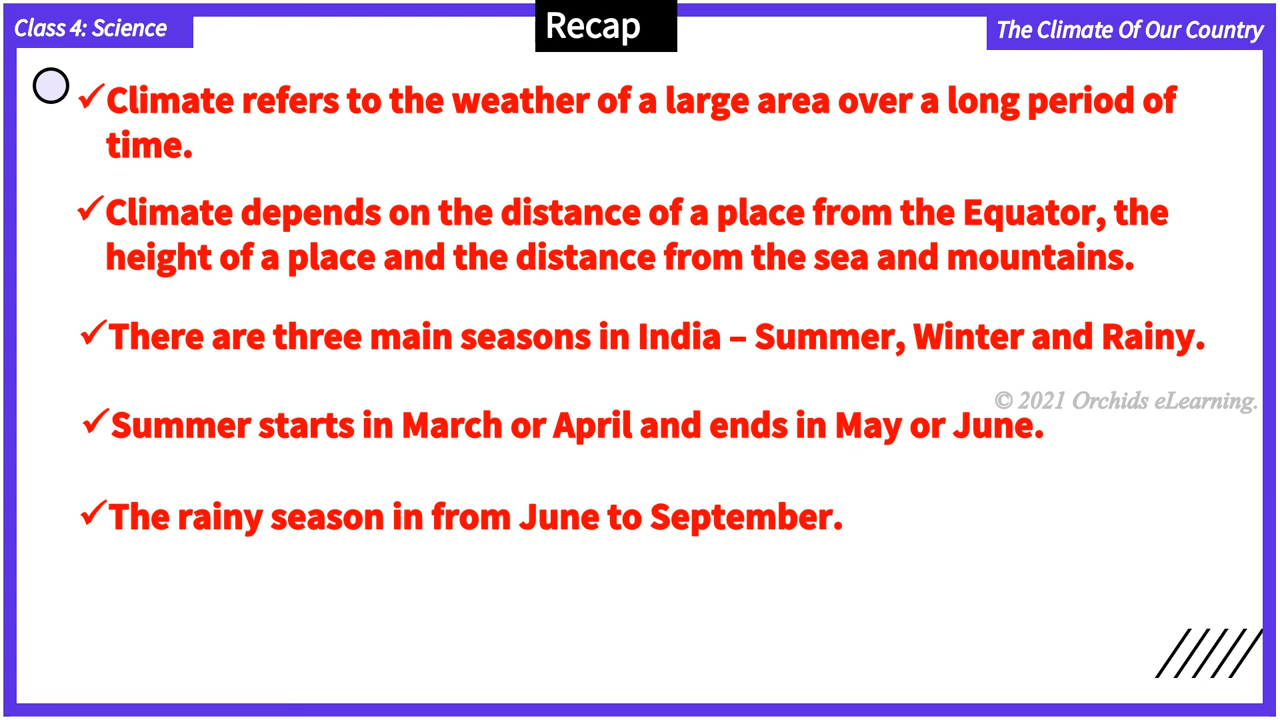 Class 4: Science
Recap
The Climate Of Our Country
✓Climate refers to the weather of a large area over a long period of
time.
✓Climate depends on the distance of a place from the Equator, the
height of a place and the distance from the sea and mountains.
✓There are three main seasons in India – Summer, Winter and Rainy.
© 2021 Orchids eLearning.
✓Summer starts in March or April and ends in May or June.
✓The rainy season in from June to September.